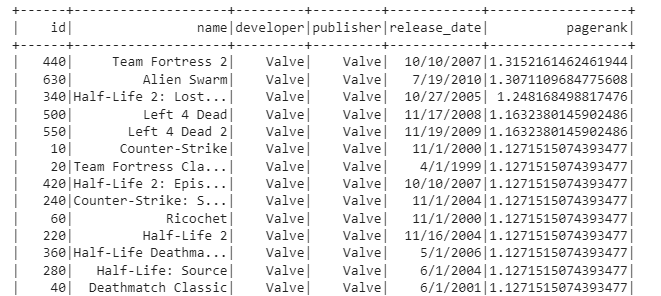 +------+--------------------+---------+---------+------------+------------------+
|    id|                name|developer|publisher|release_date|          pagerank|
+------+--------------------+---------+---------+------------+------------------+
|   440|     Team Fortress 2|    Valve|    Valve|  10/10/2007|1.3152161462461944|
|   630|         Alien Swarm|    Valve|    Valve|   7/19/2010|1.3071109684775608|
|   340|Half-Life 2: Lost...|    Valve|    Valve|  10/27/2005| 1.248168498817476|
|   500|         Left 4 Dead|    Valve|    Valve|  11/17/2008|1.1632380145902486|
|   550|       Left 4 Dead 2|    Valve|    Valve|  11/19/2009|1.1632380145902486|
|    10|      Counter-Strike|    Valve|    Valve|   11/1/2000|1.1271515074393477|
|    20|Team Fortress Cla...|    Valve|    Valve|    4/1/1999|1.1271515074393477|
|   420|Half-Life 2: Epis...|    Valve|    Valve|  10/10/2007|1.1271515074393477|
|   240|Counter-Strike: S...|    Valve|    Valve|   11/1/2004|1.1271515074393477|
|    60|            Ricochet|    Valve|    Valve|   11/1/2000|1.1271515074393477|
|   220|         Half-Life 2|    Valve|    Valve|  11/16/2004|1.1271515074393477|
|   360|Half-Life Deathma...|    Valve|    Valve|    5/1/2006|1.1271515074393477|
|   280|   Half-Life: Source|    Valve|    Valve|    6/1/2004|1.1271515074393477|
|    40|  Deathmatch Classic|    Valve|    Valve|    6/1/2001|1.1271515074393477|